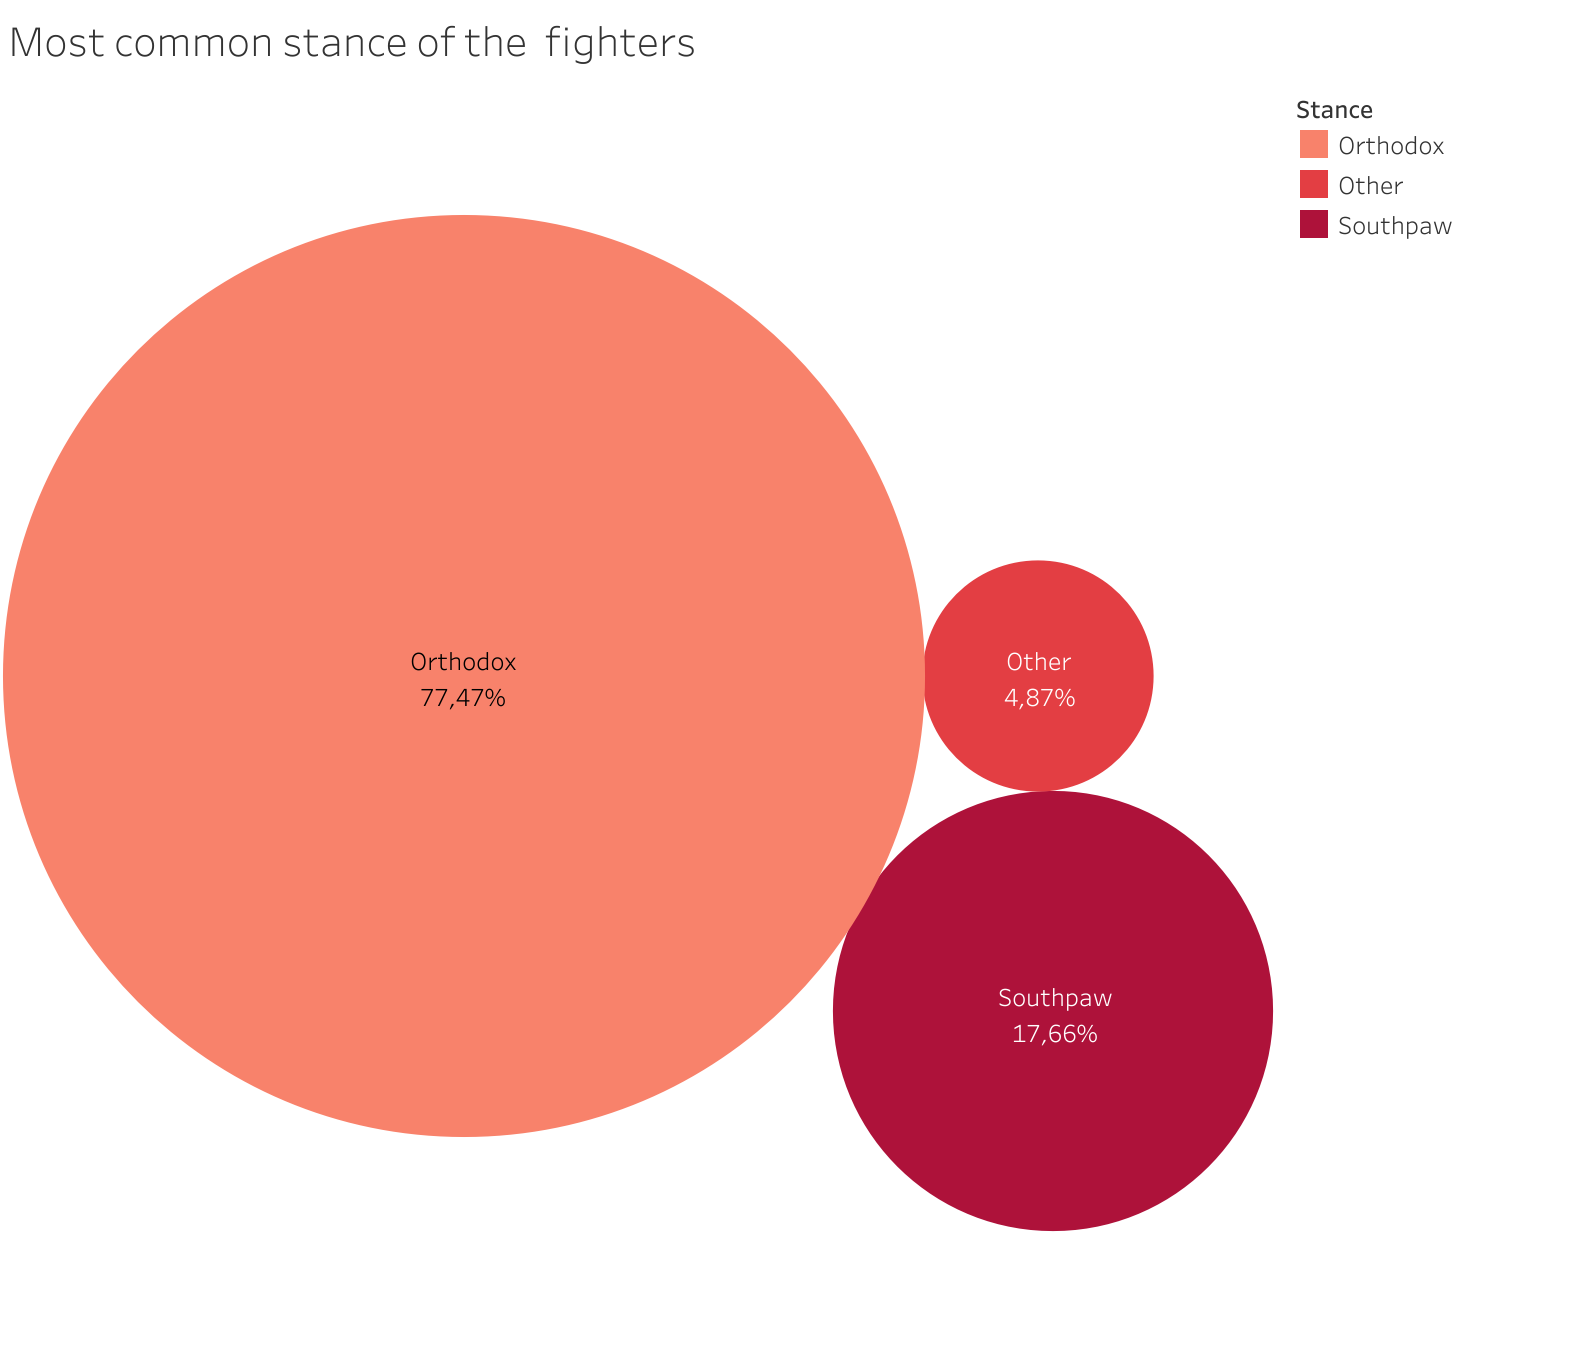 Most common stance of the fighters
Stance
Orthodox
Other
Southpaw
Orthodox
77,47%
Other
4,87%
Southpaw
17,66%